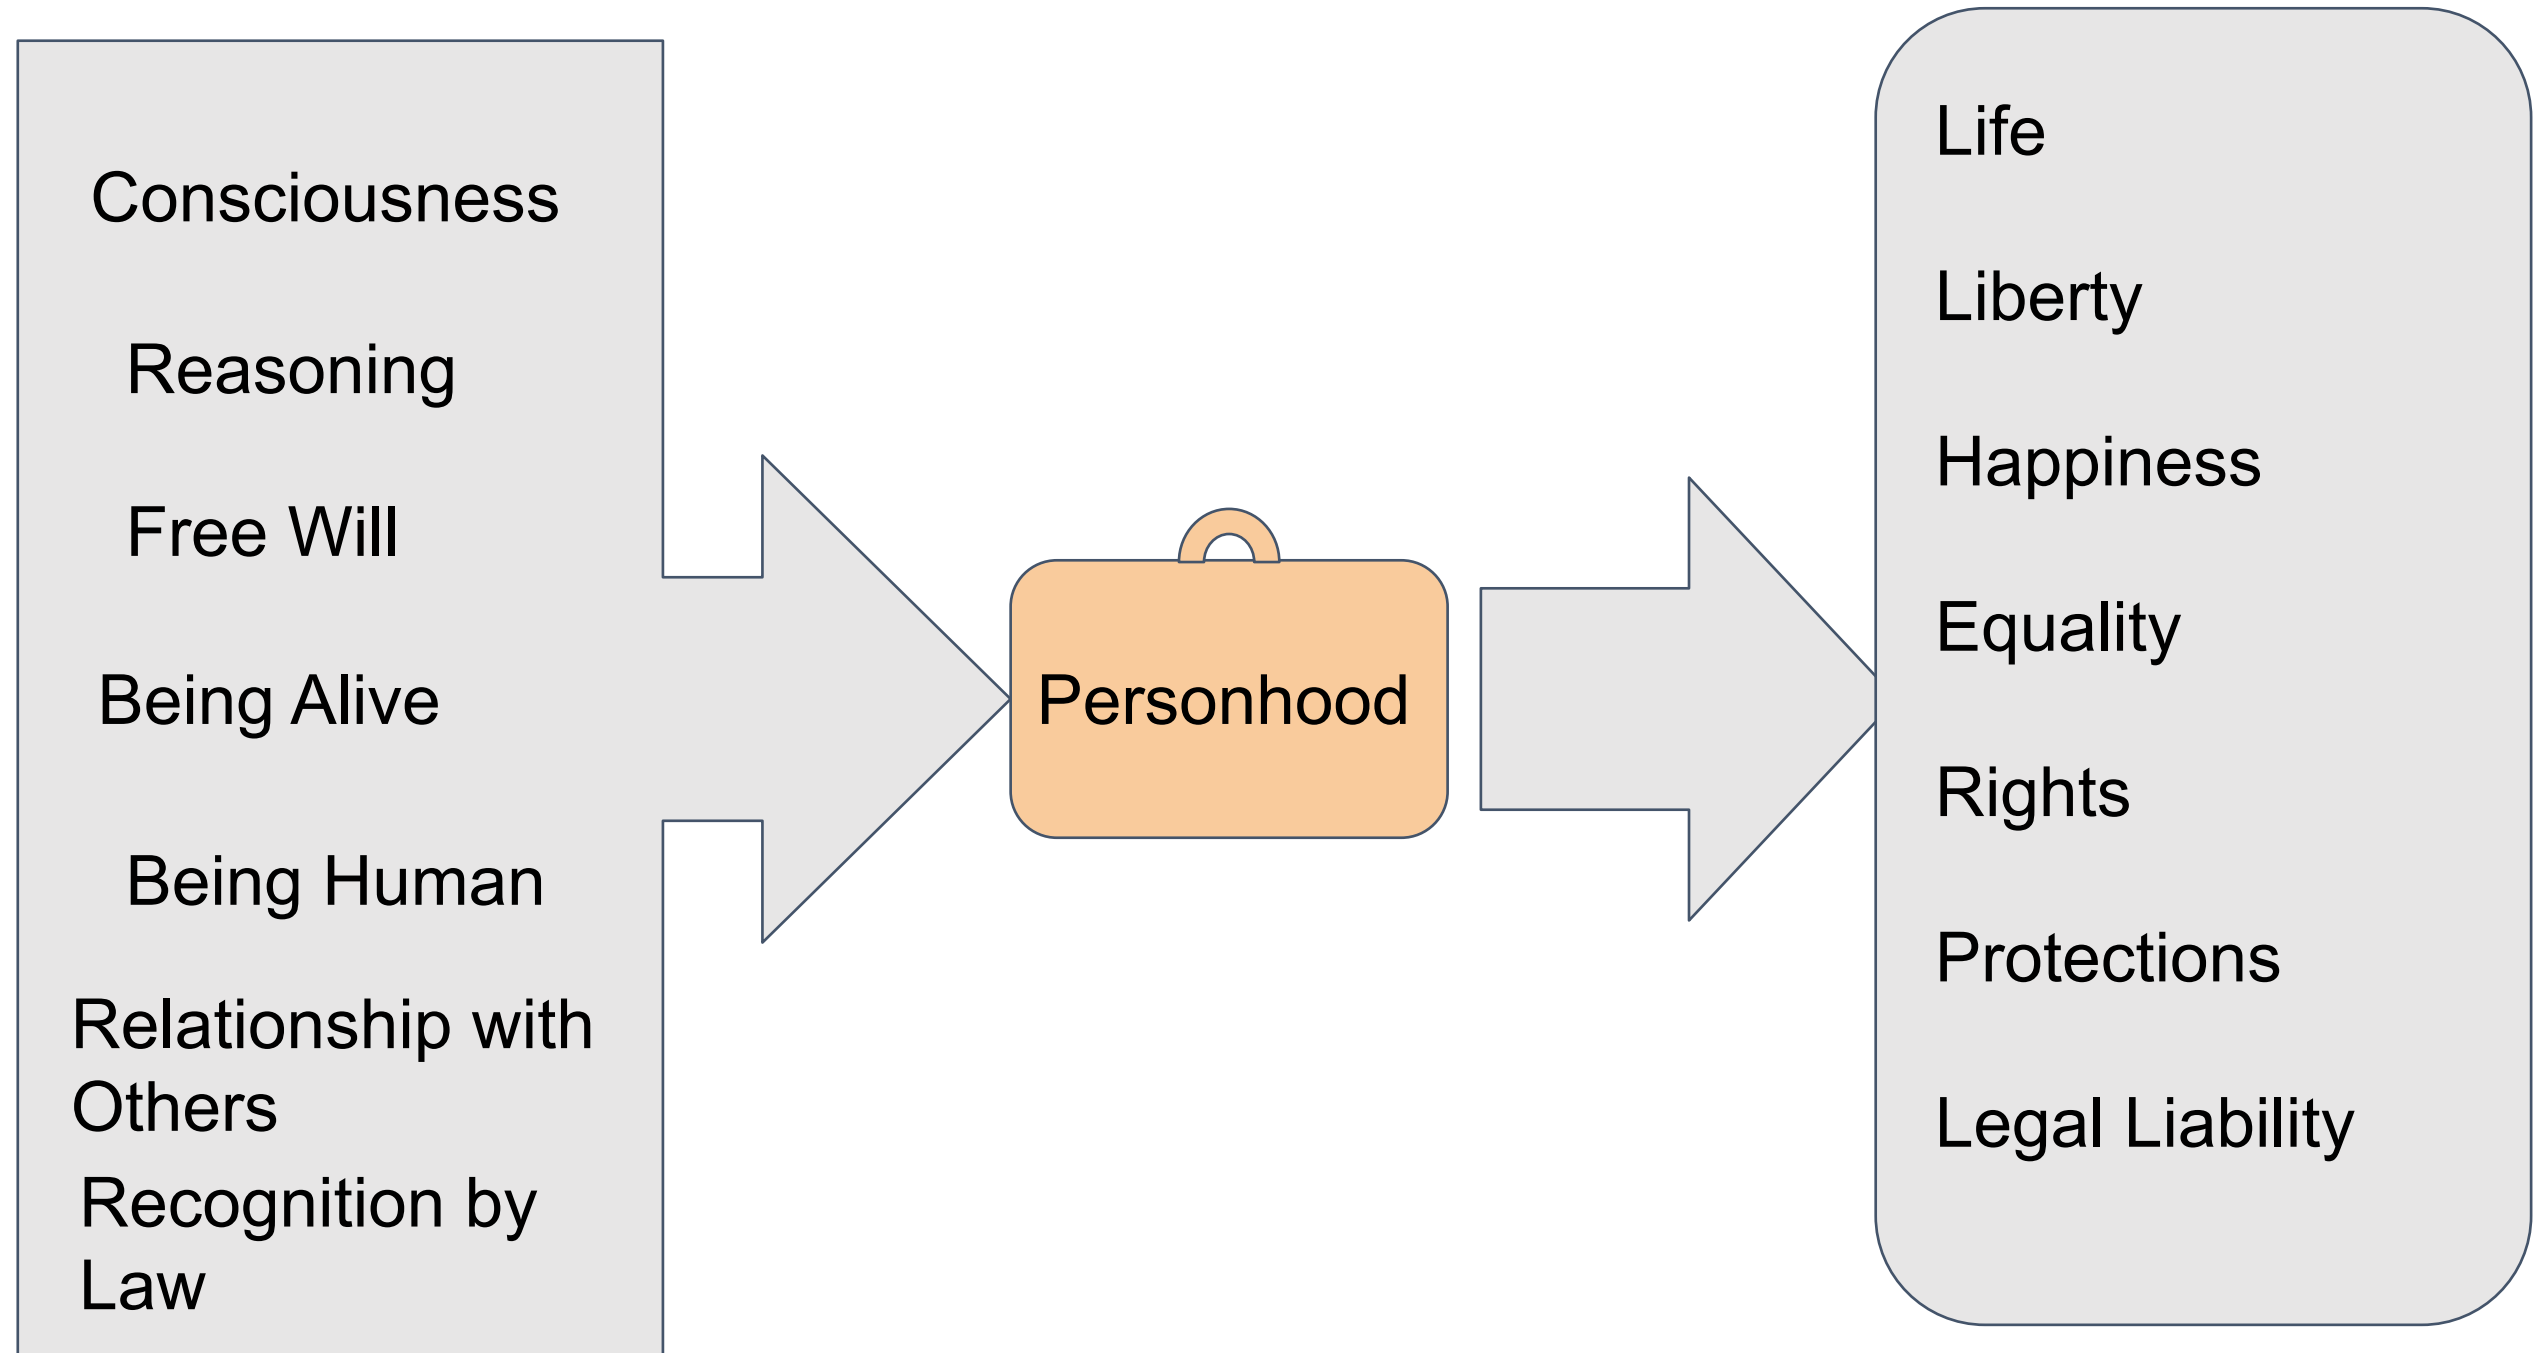 Consciousness
Reasoning
Free Will
Being Alive
Being Human
Relationship with
Others
Recognition by
Law
Personhood
Life
Liberty
Happiness
Equality
Rights
Protections
Legal Liability